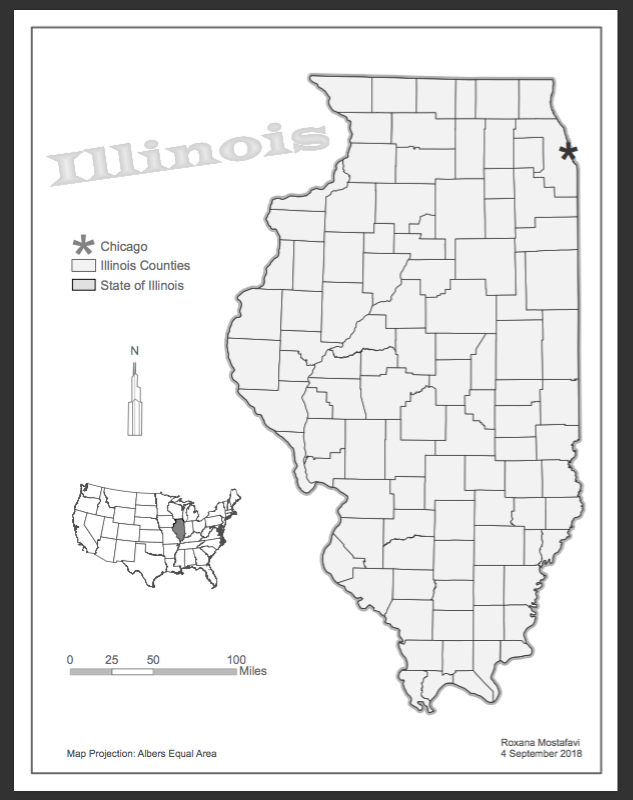 Illinois
Chicago
Illinois Counties
State of Illinois
N
0 25 50 100
Miles
Map Projection: Albers Equal Area
Roxana Mostafavi
4 September 2018